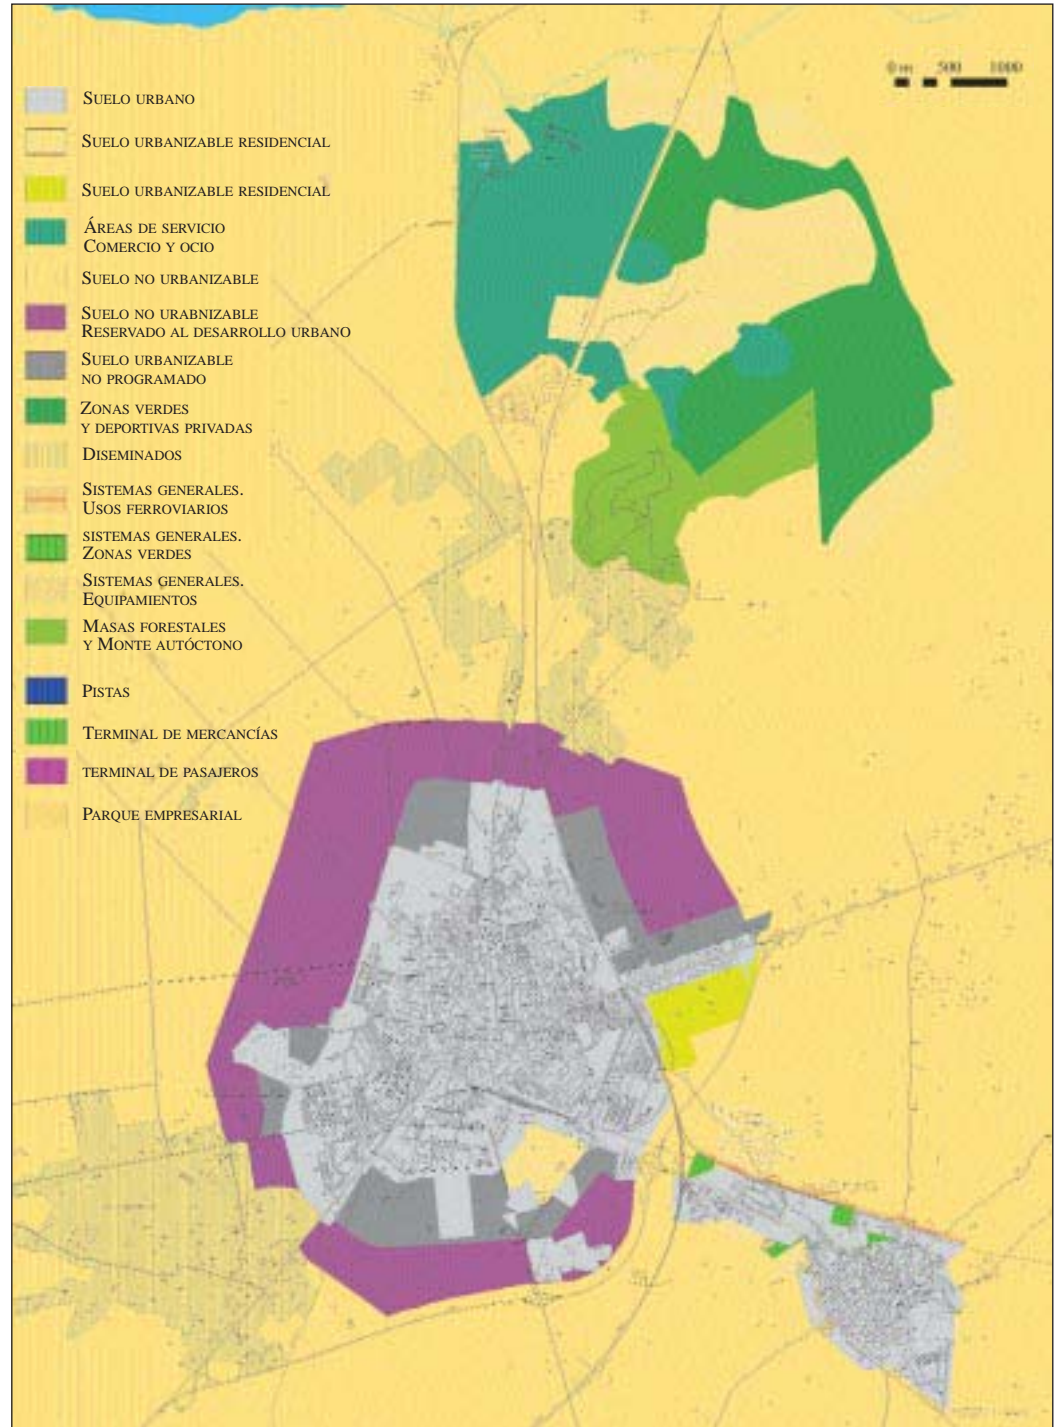 0 m 500 1000
SUELO URBANO
SUELO URBANIZABLE RESIDENCIAL
SUELO URBANIZABLE RESIDENCIAL
ÁREAS DE SERVICIO
COMERCIO Y OCIO
SUELO NO URBANIZABLE
SUELO NO URABNIZABLE
RESERVADO AL DESARROLLO URBANO
SUELO URBANIZABLE
NO PROGRAMADO
ZONAS VERDES
Y DEPORTIVAS PRIVADAS
DISEMINADOS
SISTEMAS GENERALES.
USOS FERROVIARIOS
SISTEMAS GENERALES.
ZONAS VERDES
SISTEMAS GENERALES.
EQUIPAMIENTOS
MASAS FORESTALES
Y MONTE AUTÓCTONO
PISTAS
TERMINAL DE MERCANCÍAS
TERMINAL DE PASAJEROS
PARQUE EMPRESARIAL